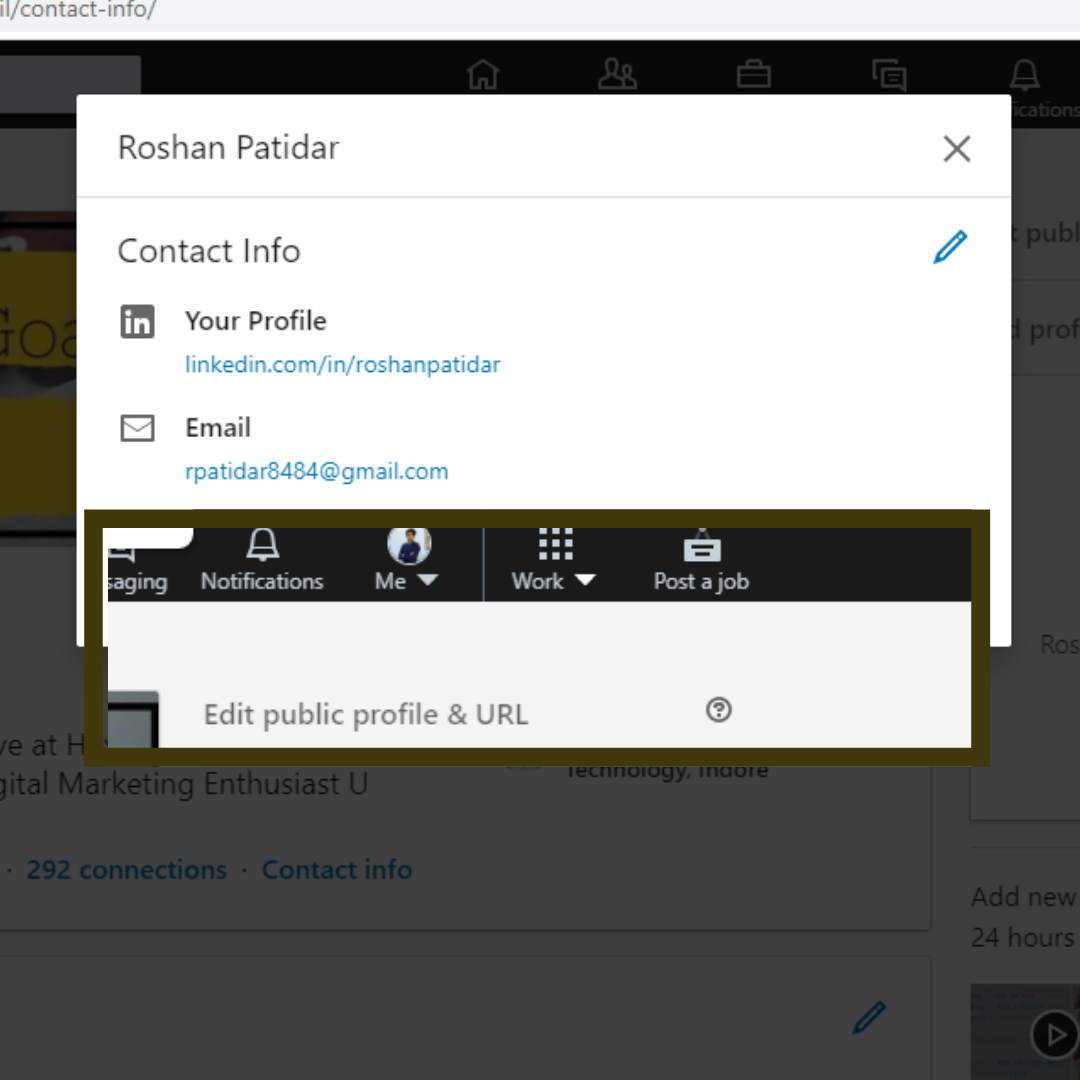 il/contact-info/
ications
Roshan Patidar
Contact Info
t publ
Your Profile
linkedin.com/in/roshanpatidar
d prof
Goa
Email
rpatidar8484@gmail.com
saging Notifications Me Work Post a job
Ros
Edit public profile & URL
ve at H
Technology, Indore
gital Marketing Enthusiast U
· 292 connections · Contact info
Add new
24 hours